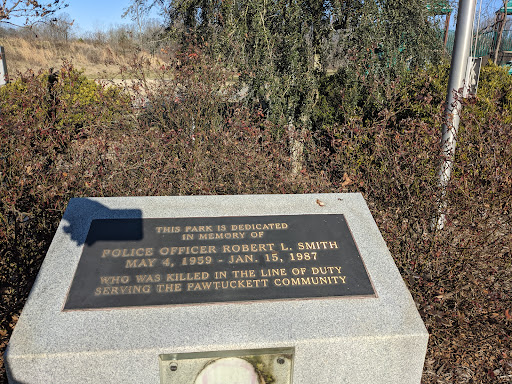 THIS PARK IS DEDICATED
IN MEMORY OF
POLICE OFFICER ROBERT L. SMITH
MAY 4, 1959 - JAN. 15, 1987
WHO WAS KILLED IN THE LINE OF DUTY
SERVING THE PAWTUCKETT COMMUNITY